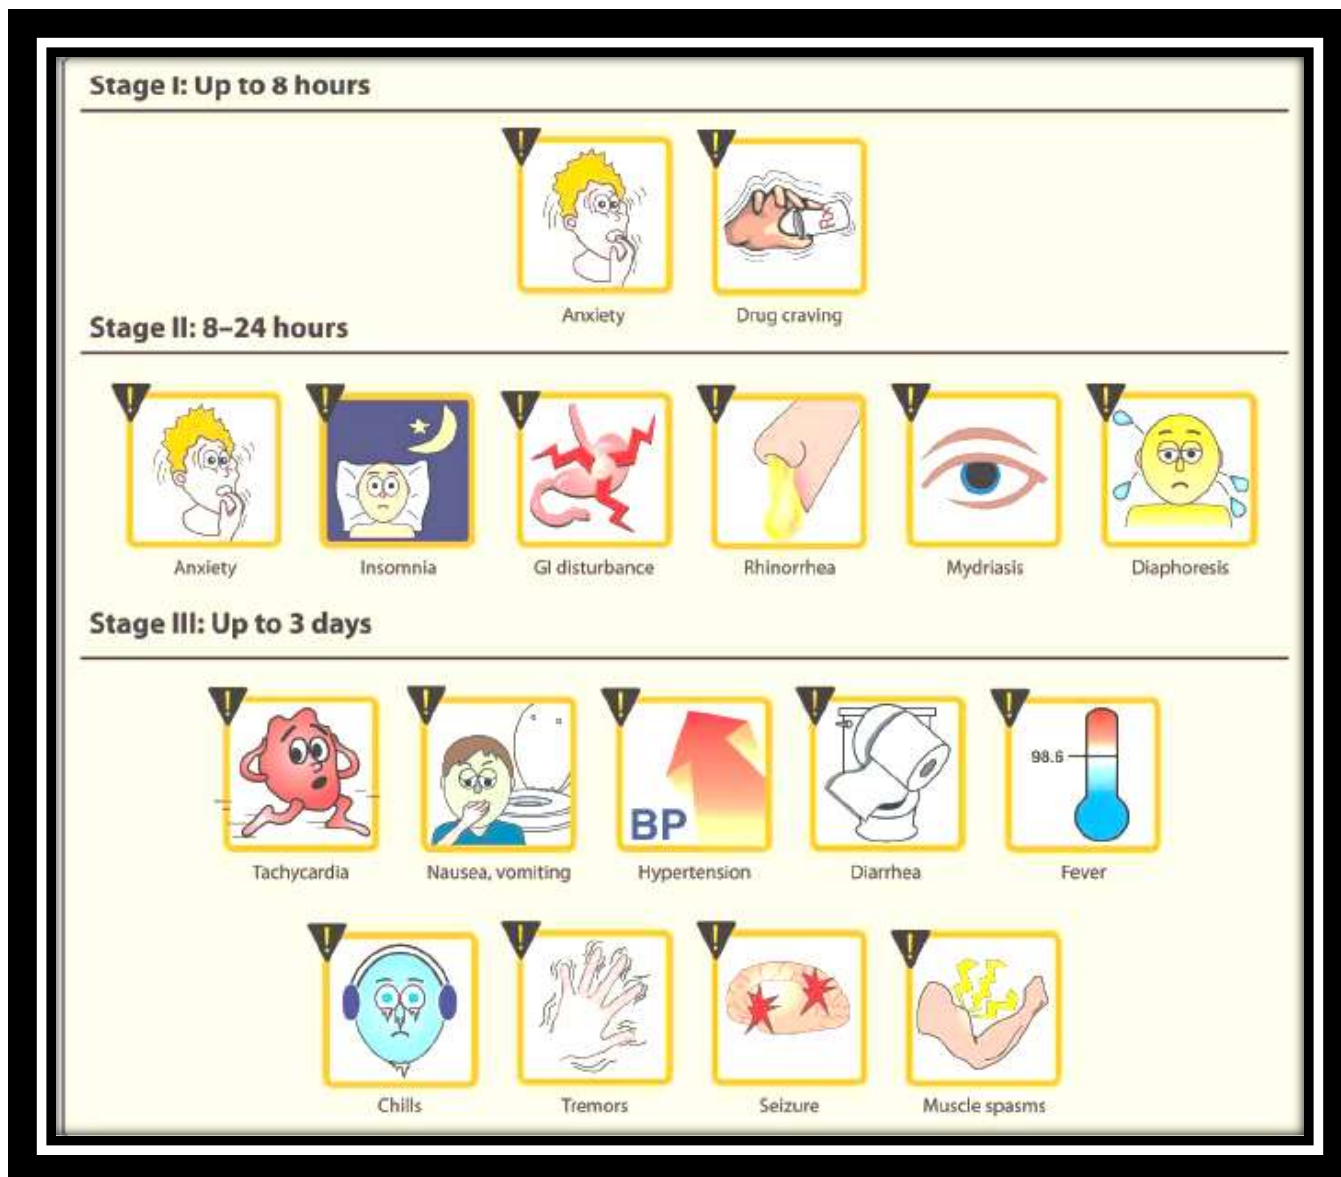 Stage I: Up to 8 hours
Rx
Anxiety Drug craving
Stage II: 8–24 hours
Anxiety Insomnia GI disturbance Rhinorrhea Mydriasis Diaphoresis
Stage III: Up to 3 days
98.6
BP
Tachycardia Nausea, vomiting Hypertension Diarrhea Fever
Chills Tremors Seizure Muscle spasms